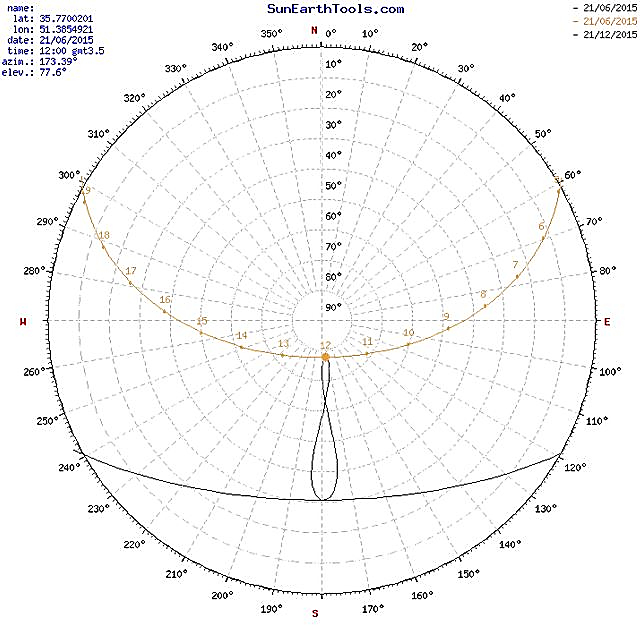 name:
lat: 35.7700201
lon: 51.3854921
date: 21/06/2015
time: 12:00 gmt3.5
azim.: 173.39°
elev.: 77.6°
SunEarthTools.com
- 21/06/2015
- 21/06/2015
- 21/12/2015
N
340° 350° 0° 10° 20°
330° 30°
320° 40°
310° 50°
300° 60°
290° 70°
280° 80°
W E
260° 100°
250° 110°
240° 120°
230° 130°
220° 140°
210° 150°
200° 190° 170° 160°
S
10°
20°
30°
40°
50°
60°
70°
80°
90°
19
18 6
17 7
16 8
15 9
14 10
13 12 11